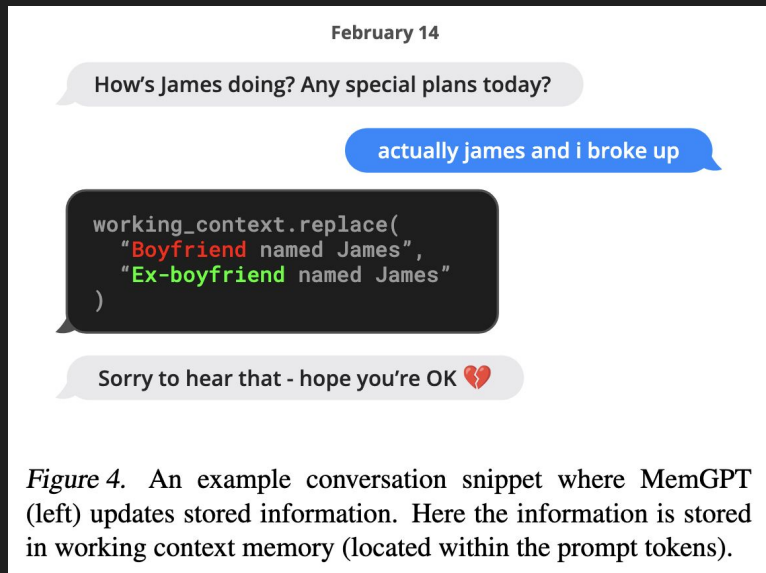 February 14
How’s James doing? Any special plans today?
actually james and i broke up
working_context.replace(
“Boyfriend named James”,
“Ex-boyfriend named James”
)
Sorry to hear that - hope you’re OK 💔
Figure 4. An example conversation snippet where MemGPT
(left) updates stored information. Here the information is stored
in working context memory (located within the prompt tokens).